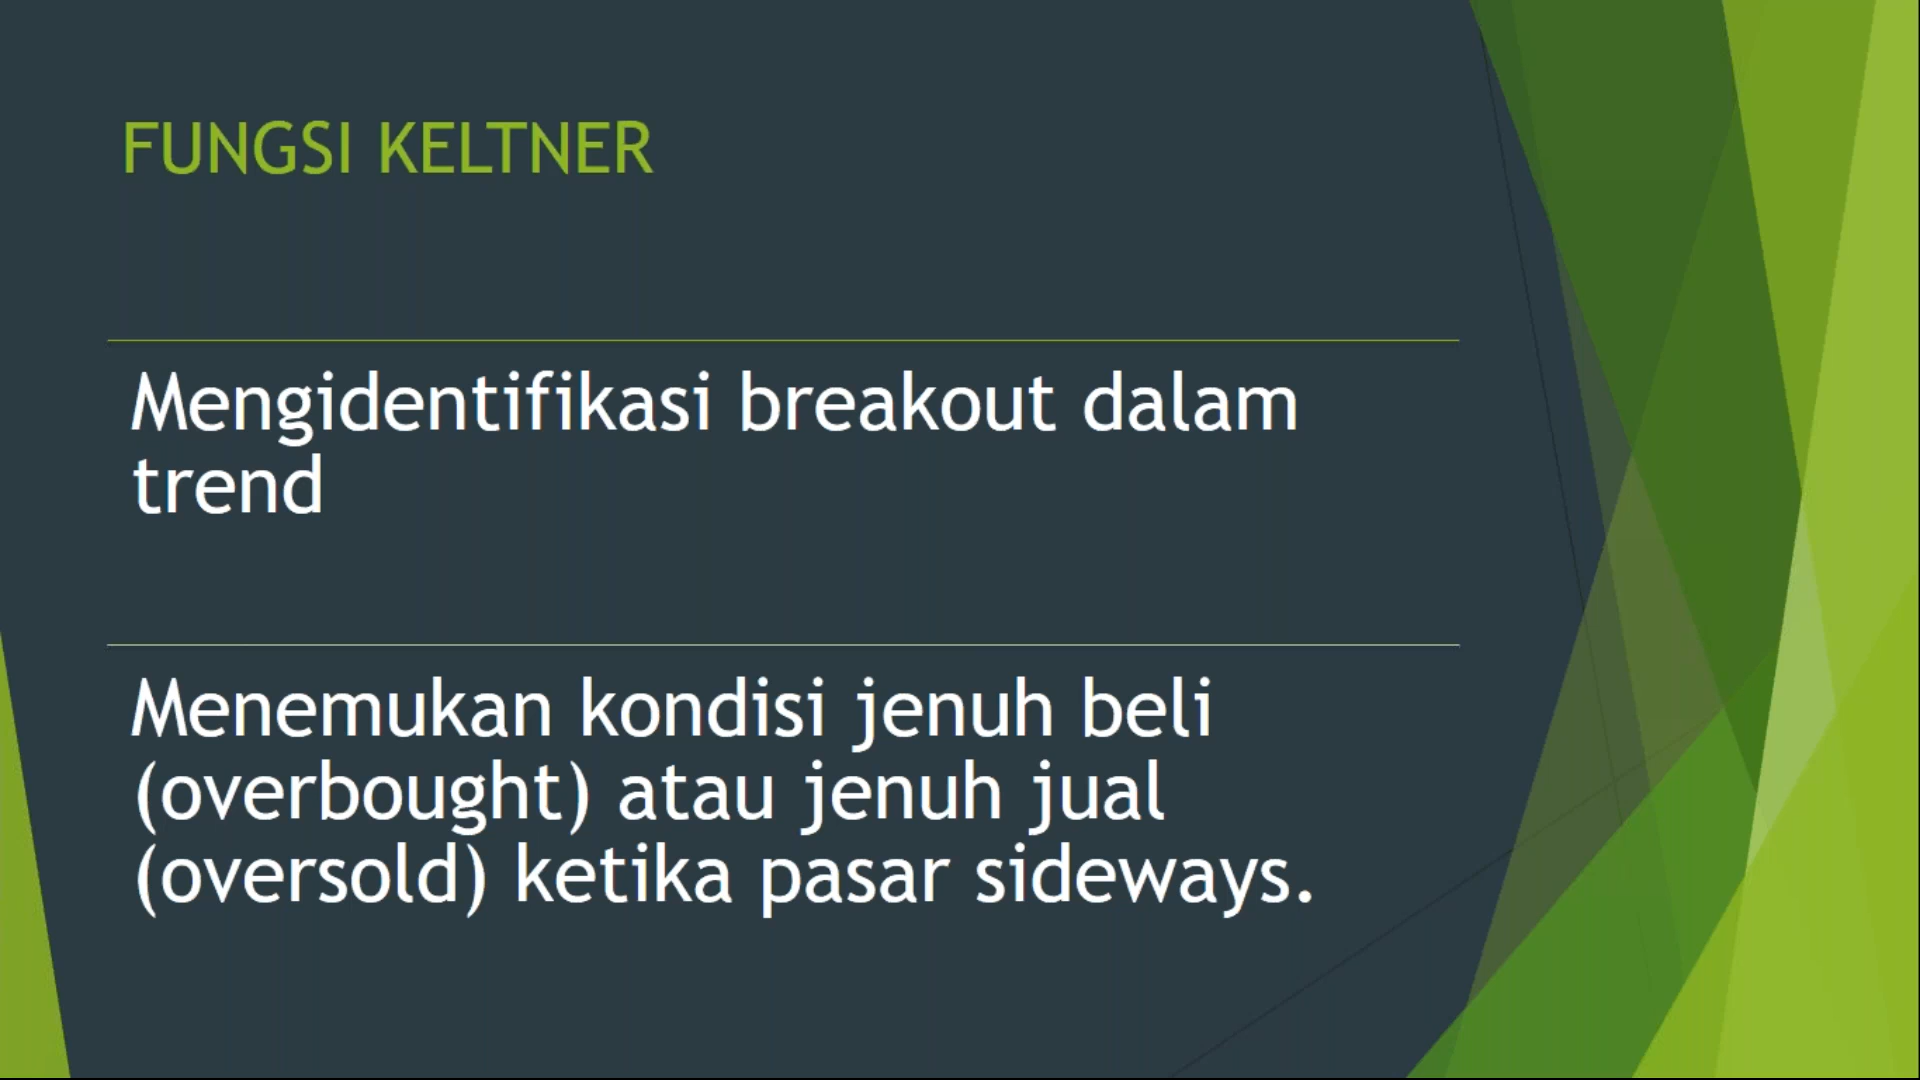 FUNGSI KELTNER
Mengidentifikasi breakout dalam
trend
Menemukan kondisi jenuh beli
(overbought) atau jenuh jual
(oversold) ketika pasar sideways.